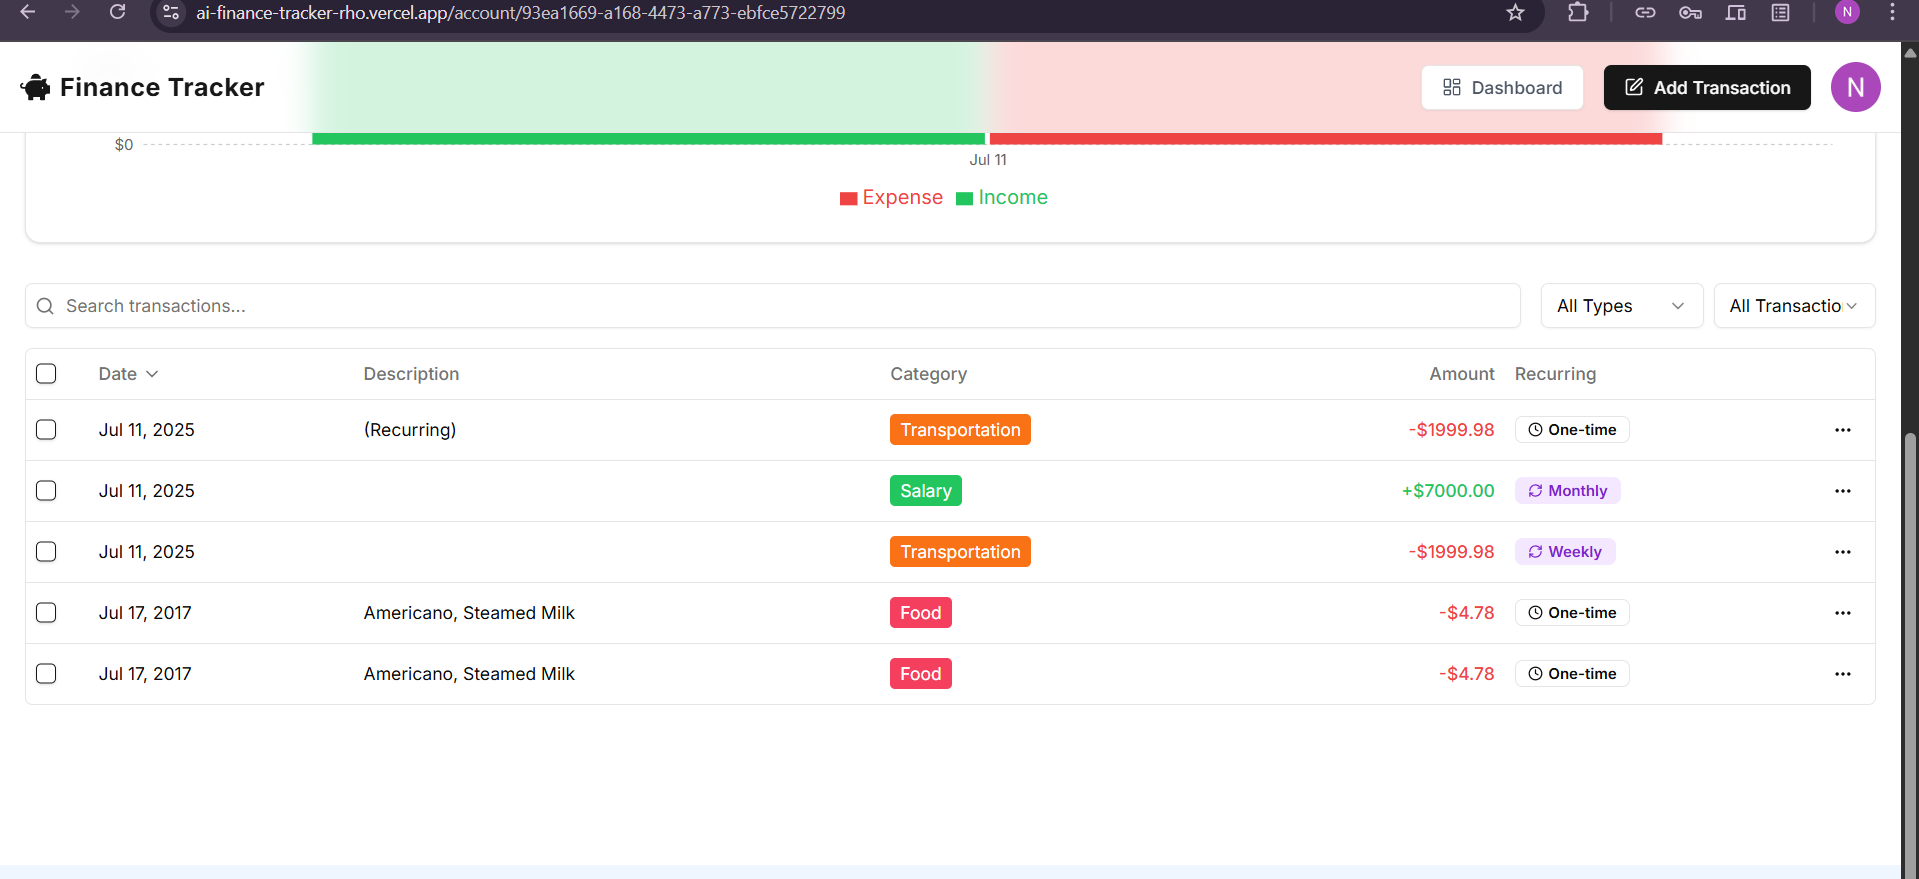 ai-finance-tracker-rho.vercel.app/account/93ea1669-a168-4473-a773-ebfce5722799
N
Finance Tracker
Dashboard
Add Transaction
N
$0
Jul 11
Expense Income
Search transactions...
All Types
All Transactio
Date Description Category Amount Recurring
Jul 11, 2025 (Recurring) Transportation -$1999.98 One-time
Jul 11, 2025 Salary +$7000.00 Monthly
Jul 11, 2025 Transportation -$1999.98 Weekly
Jul 17, 2017 Americano, Steamed Milk Food -$4.78 One-time
Jul 17, 2017 Americano, Steamed Milk Food -$4.78 One-time